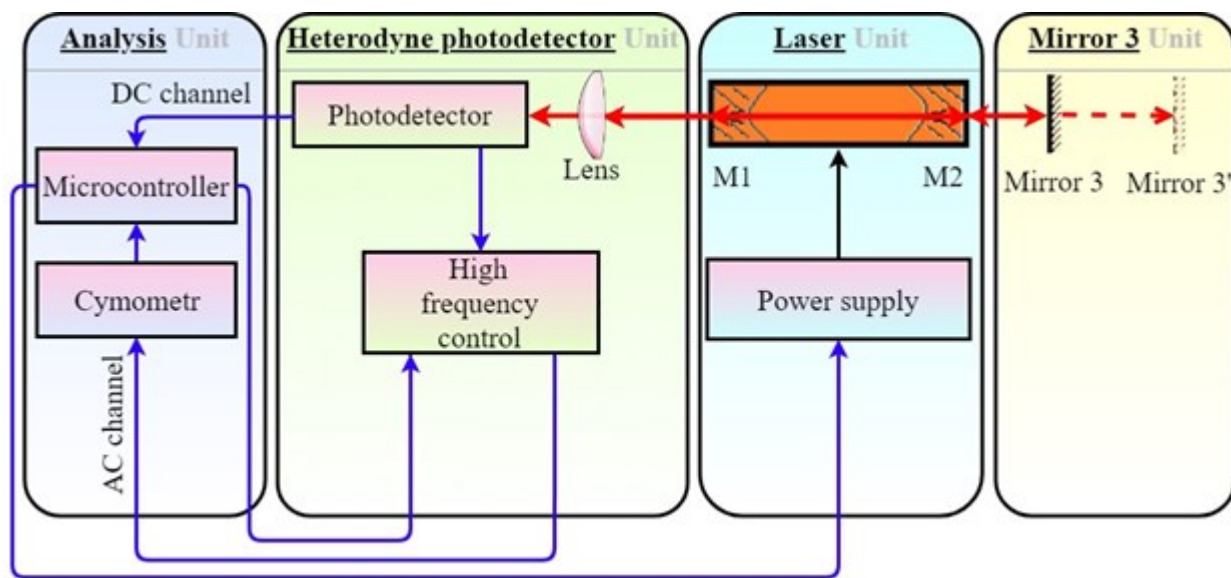 Analysis Unit
Heterodyne photodetector Unit
Laser Unit
Mirror 3 Unit
DC channel
Photodetector
Lens
M1
M2
Mirror 3
Mirror 3'
Microcontroller
Cymometr
High
frequency
control
Power supply
AC channel